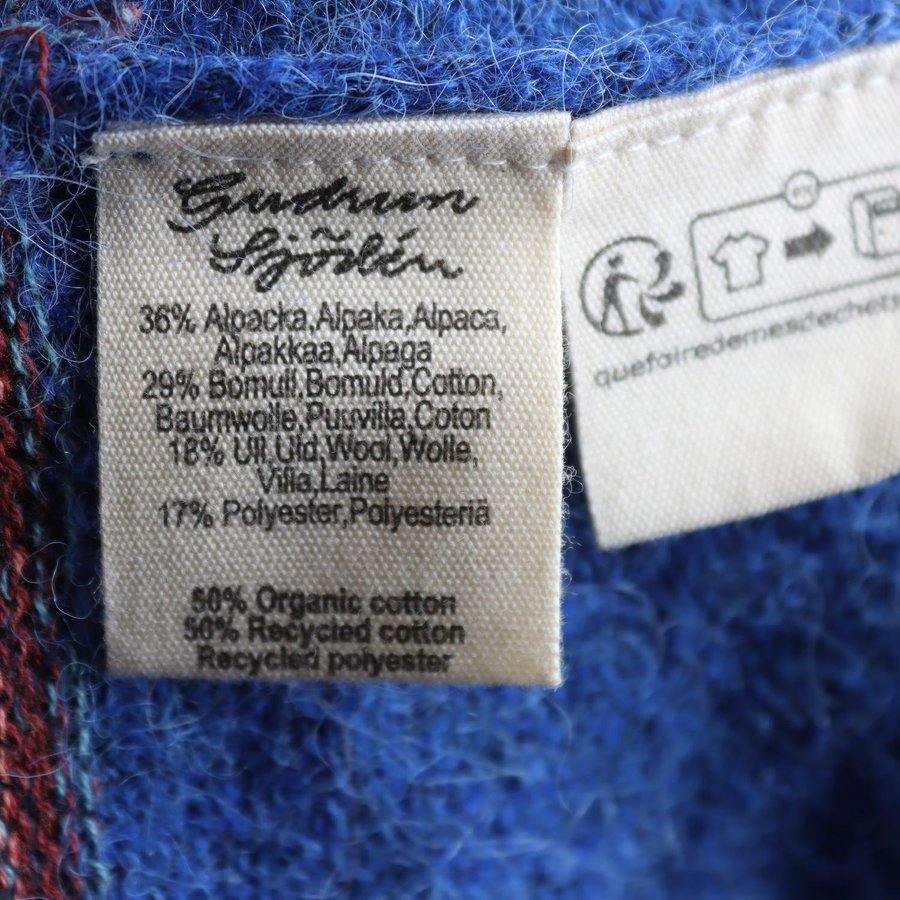 Gudrun
Sjödén
36% Alpacka,Alpaka,Alpaca,
Alpakkaa,Alpaga
29% Bomull,Bomuld,Cotton,
Baumwolle,Puuvilla,Coton
18% Ull,Uld,Wool,Wolle,
Villa,Laine
17% Polyester,Polyesteriä
50% Organic cotton
50% Recycled cotton
Recycled polyester
quefairedemesdechets